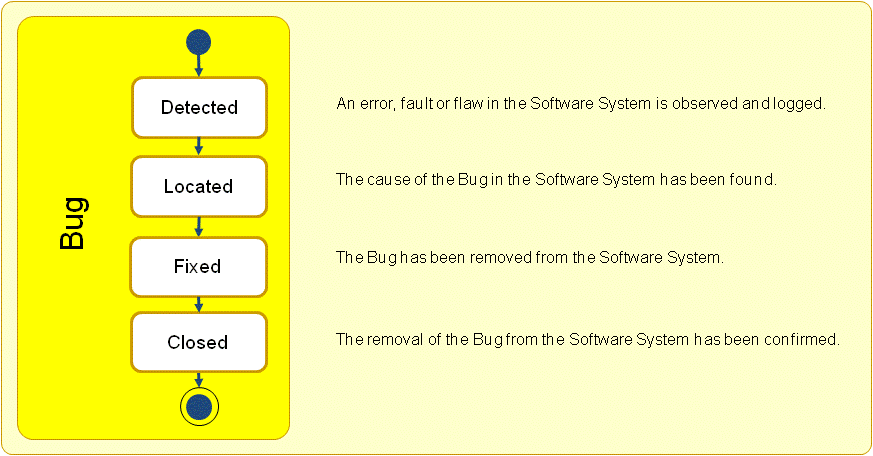 Bug
Detected
An error, fault or flaw in the Software System is observed and logged.
Located
The cause of the Bug in the Software System has been found.
Fixed
The Bug has been removed from the Software System.
Closed
The removal of the Bug from the Software System has been confirmed.